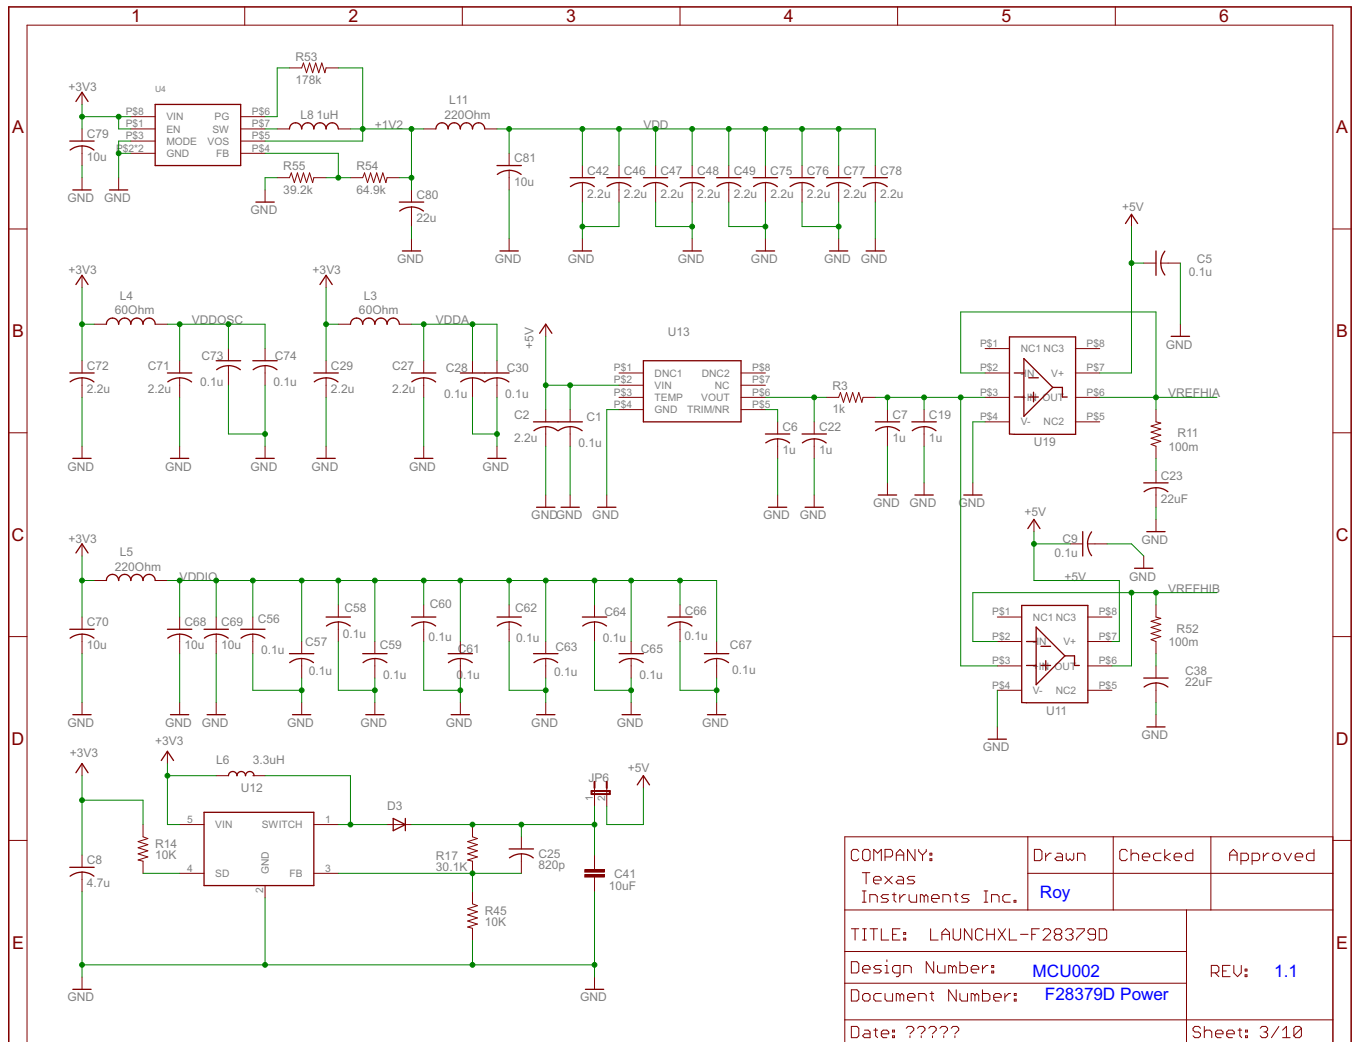 1 2 3 4 5 6
A A
B B
C C
D D
E E
R53
178k
+3V3
U4
P$8 VIN PG P$6
P$1 EN SW P$7
P$3 MODE VOS P$5
P$2*2 GND FB P$4
C79
10u
L8 1uH
+1V2
L11
220Ohm
VDD
R55
39.2k
R54
64.9k
C80
22u
C81
10u
C42 C46 C47 C48 C49 C75 C76 C77 C78
2.2u 2.2u 2.2u 2.2u 2.2u 2.2u 2.2u 2.2u 2.2u
GND GND GND
GND GND GND GND GND GND GND
+5V
C5
0.1u
GND
+3V3
L4
60Ohm
VDDOSC
C72
2.2u
C71
2.2u
C73
0.1u
C74
0.1u
GND GND GND
+3V3
L3
60Ohm
VDDA
C29
2.2u
C27
2.2u
C28
0.1u
C30
0.1u
GND GND GND
+5V
U13
P$1 DNC1 DNC2 P$8
P$2 VIN NC P$7
P$3 TEMP VOUT P$6
P$4 GND TRIM/NR P$5
C2
2.2u
C1
0.1u
R3
1k
C6
1u
C22
1u
C7
1u
C19
1u
GND GND GND GND GND GND GND GND
P$1 NC1 NC3 P$8
P$2 -IN V+ P$7
P$3 +IN OUT P$6
P$4 V- NC2 P$5
U19
VREFHIA
R11
100m
C23
22uF
GND
+5V
C9
0.1u
GND
+5V
VREFHIB
P$1 NC1 NC3 P$8
P$2 -IN V+ P$7
P$3 +IN OUT P$6
P$4 V- NC2 P$5
U11
R52
100m
C38
22uF
GND GND
+3V3
L5
220Ohm
VDDIO
C70
10u
C68
10u
C69
10u
C56
0.1u
C57
0.1u
C58
0.1u
C59
0.1u
C60
0.1u
C61
0.1u
C62
0.1u
C63
0.1u
C64
0.1u
C65
0.1u
C66
0.1u
C67
0.1u
GND GND GND GND GND GND GND GND GND
+3V3
+3V3
L6 3.3uH
U12
5 VIN SWITCH 1
4 SD GND FB 3
2
R14
10K
C8
4.7u
D3
R17
30.1K
C25
820p
R45
10K
C41
10uF
JP6
1 2
+5V
GND GND
COMPANY: Drawn Checked Approved
Texas
Instruments Inc. Roy
TITLE: LAUNCHXL-F28379D
Design Number: MCU002 REV: 1.1
Document Number: F28379D Power
Date: ????? Sheet: 3/10